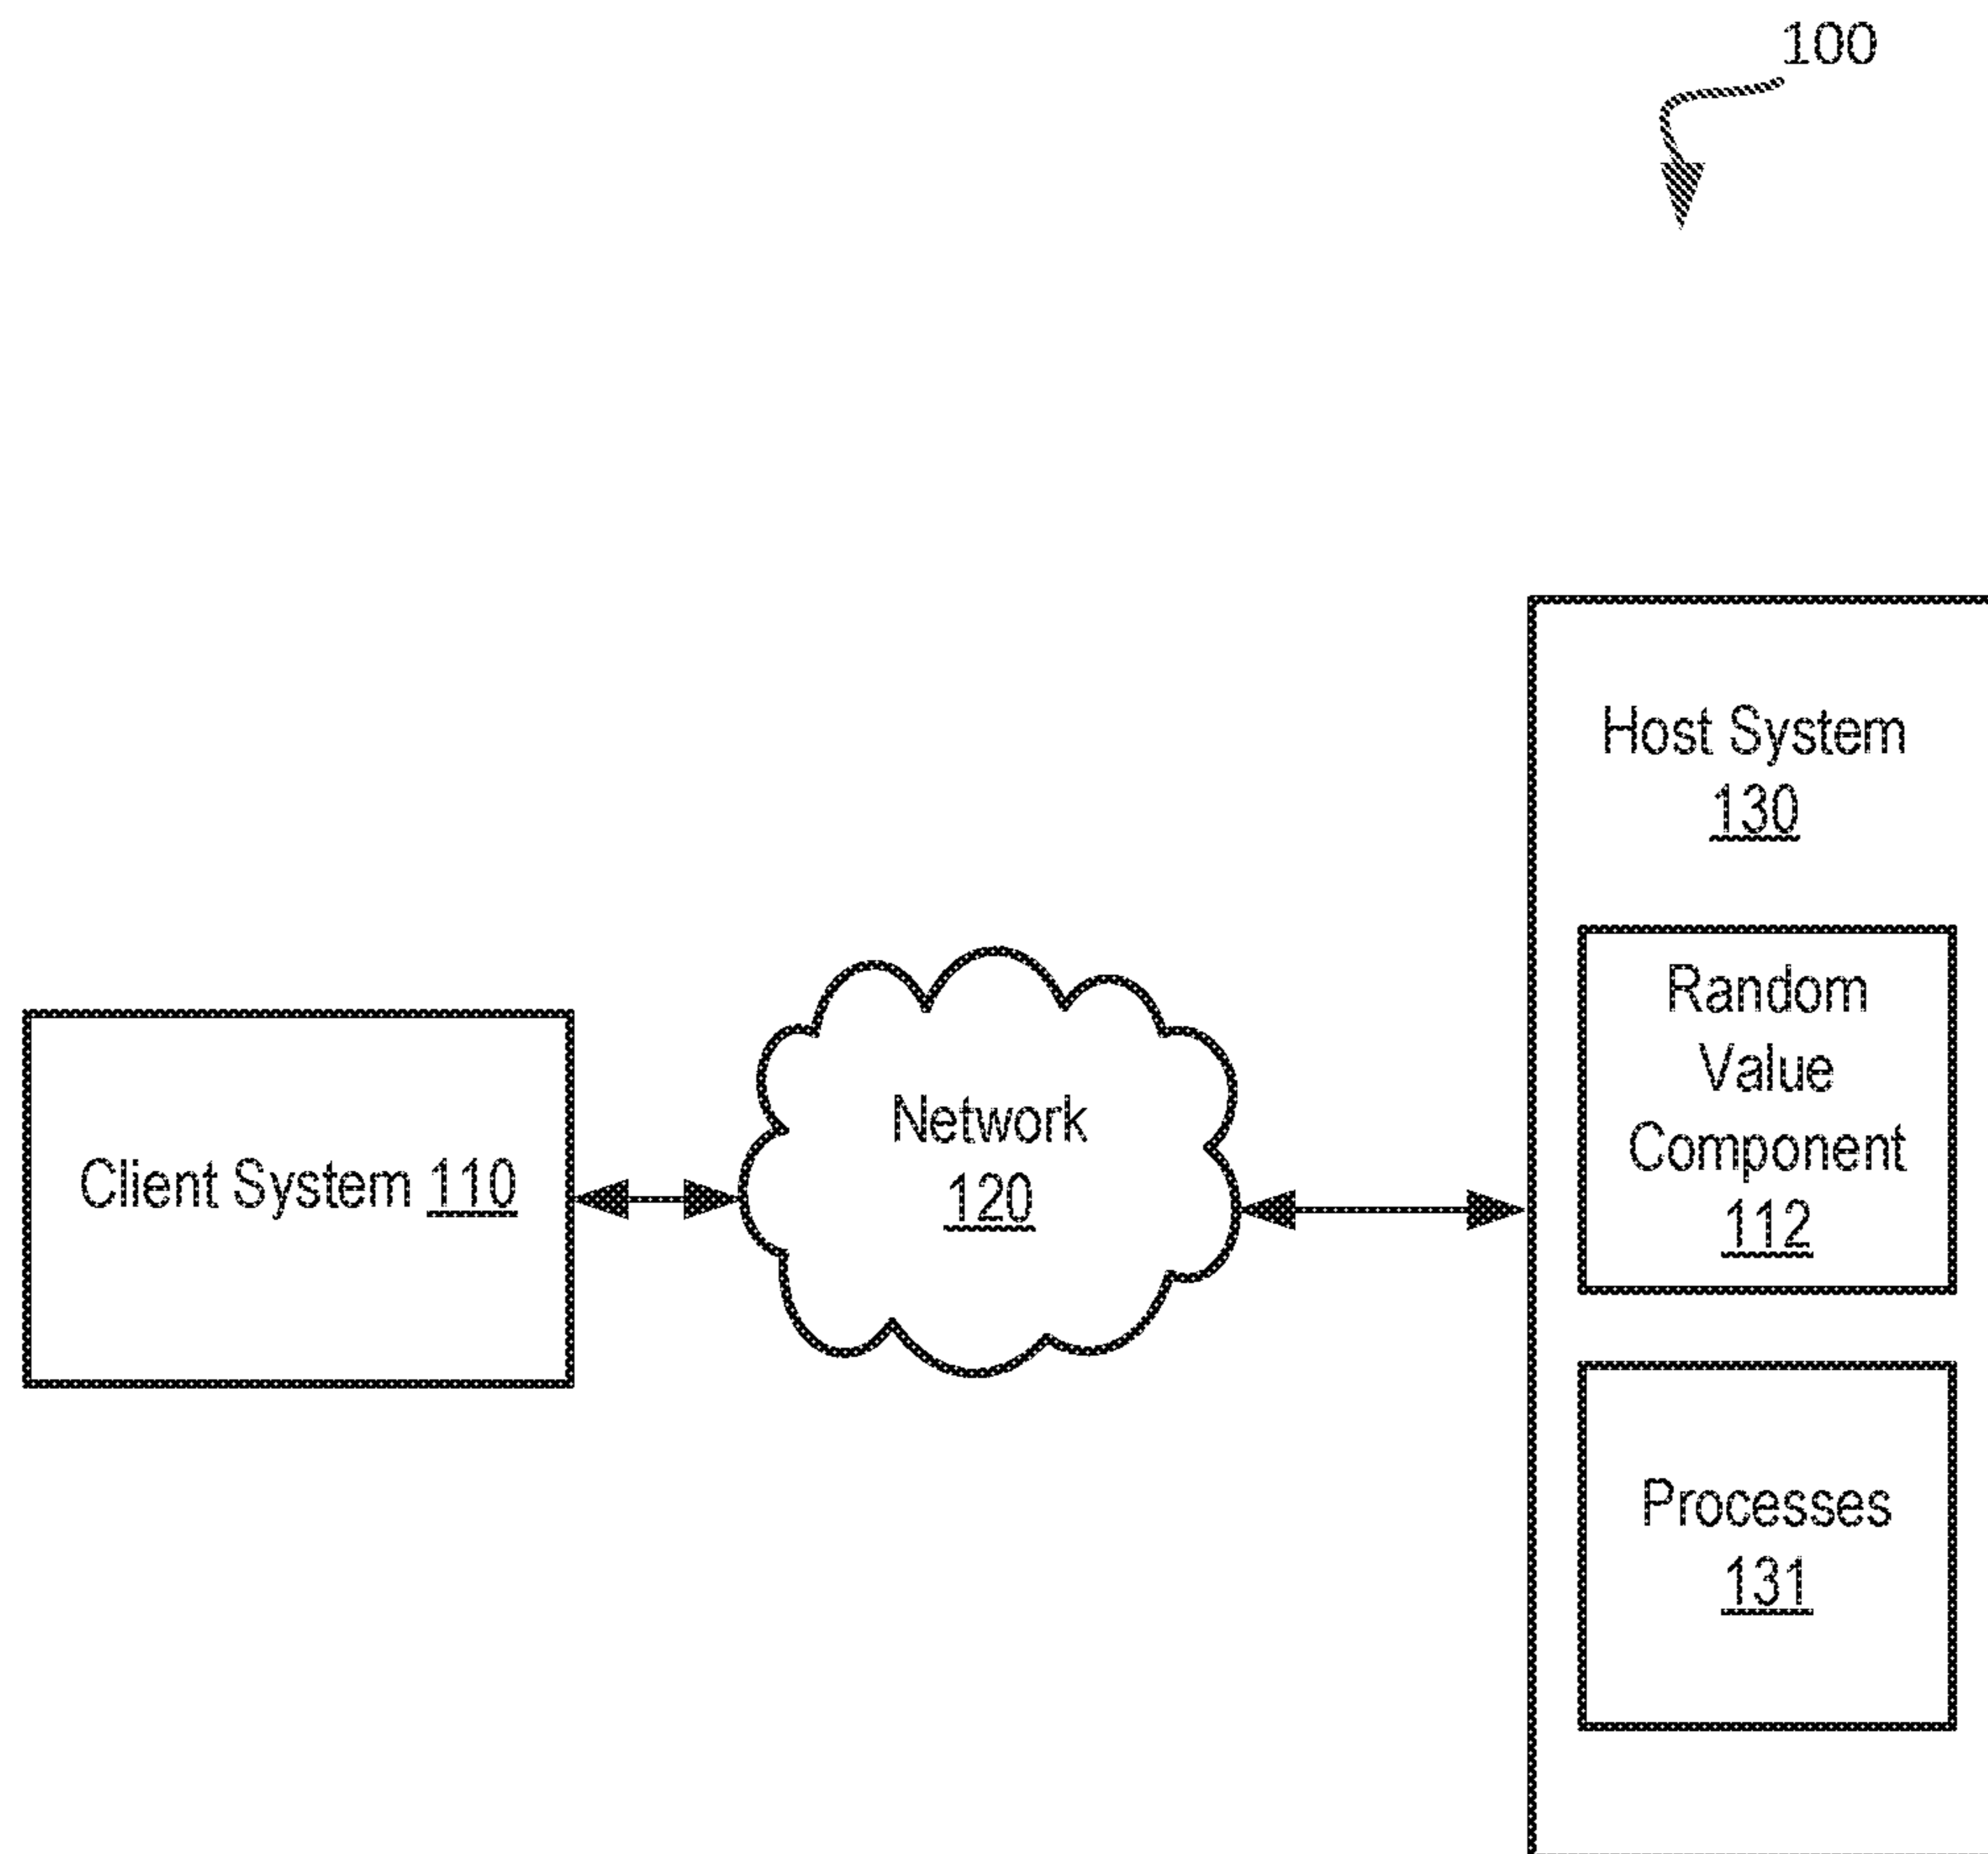 100
Host System
130
Random
Value
Component
112
Client System 110
Network
120
Processes
131